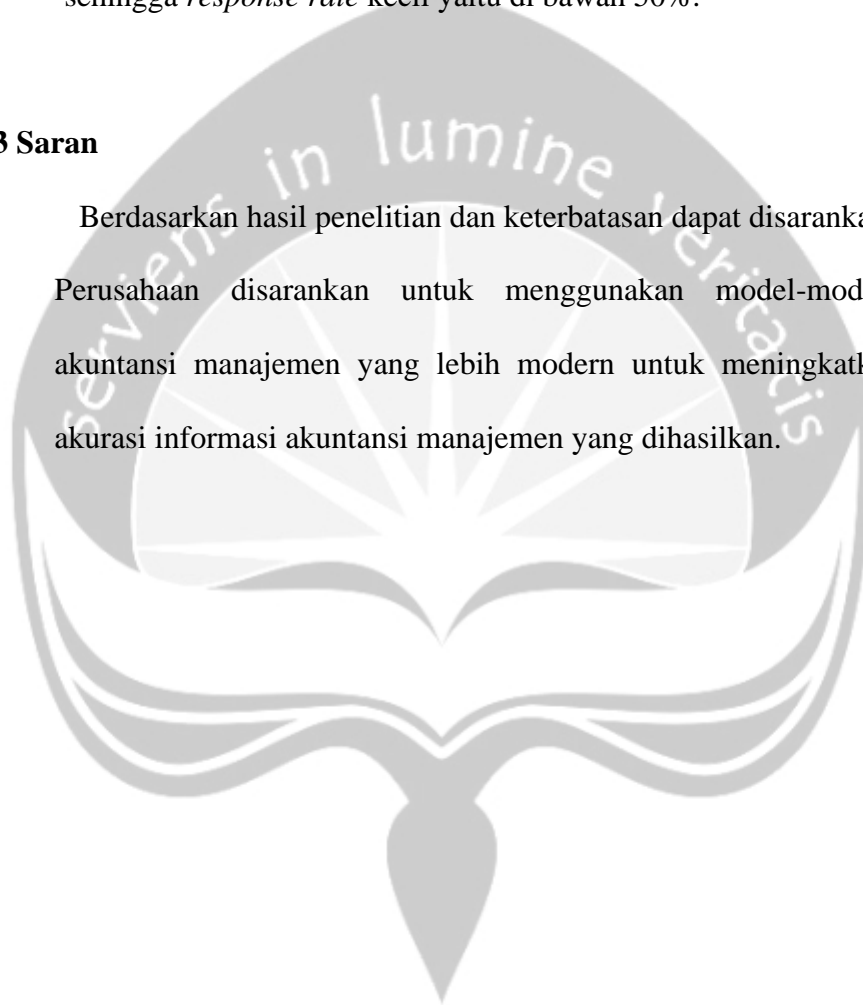 sehingga response rate kecil yaitu di bawah 50%.
3 Saran
serviens in lumine veritatis
Berdasarkan hasil penelitian dan keterbatasan dapat disaranka
Perusahaan disarankan untuk menggunakan model-mod
akuntansi manajemen yang lebih modern untuk meningkatk
akurasi informasi akuntansi manajemen yang dihasilkan.